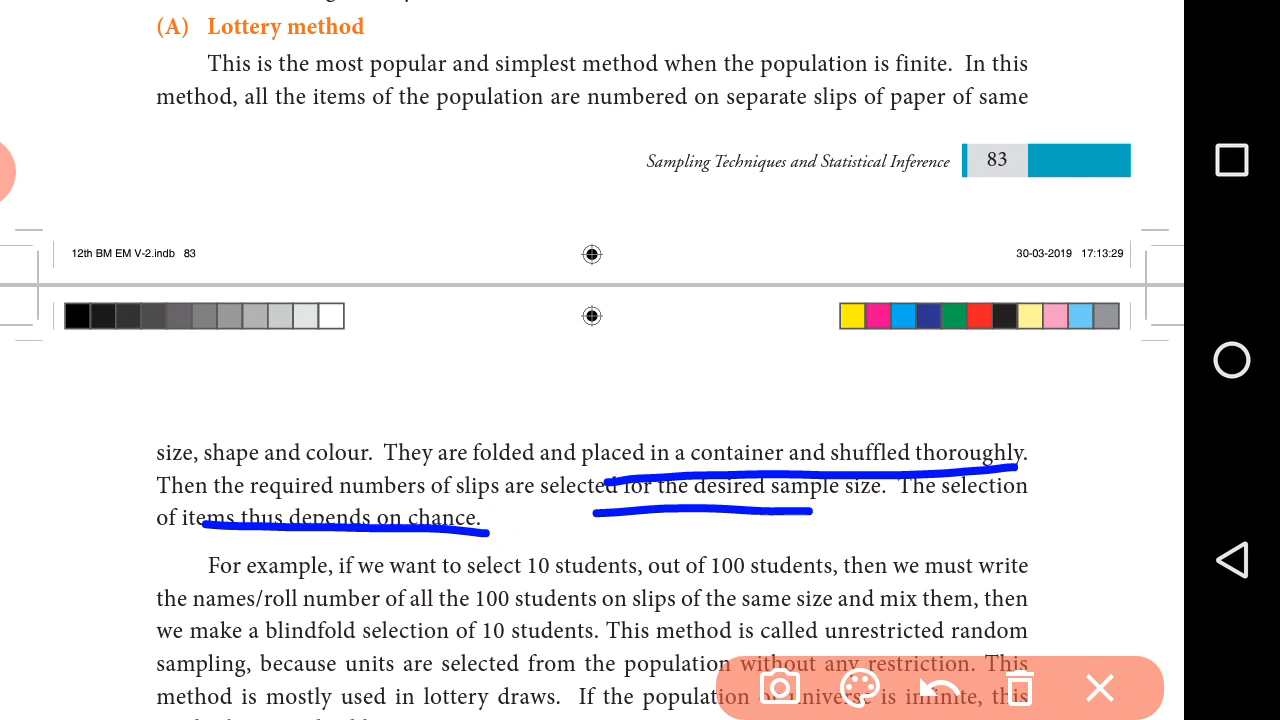 (A) Lottery method
This is the most popular and simplest method when the population is finite. In this
method, all the items of the population are numbered on separate slips of paper of same
Sampling Techniques and Statistical Inference 83
12th BM EM V-2.indb 83
30-03-2019 17:13:29
size, shape and colour. They are folded and placed in a container and shuffled thoroughly.
Then the required numbers of slips are selected for the desired sample size. The selection
of items thus depends on chance.
For example, if we want to select 10 students, out of 100 students, then we must write
the names/roll number of all the 100 students on slips of the same size and mix them, then
we make a blindfold selection of 10 students. This method is called unrestricted random
sampling, because units are selected from the population without any restriction. This
method is mostly used in lottery draws. If the population or universe is infinite, this